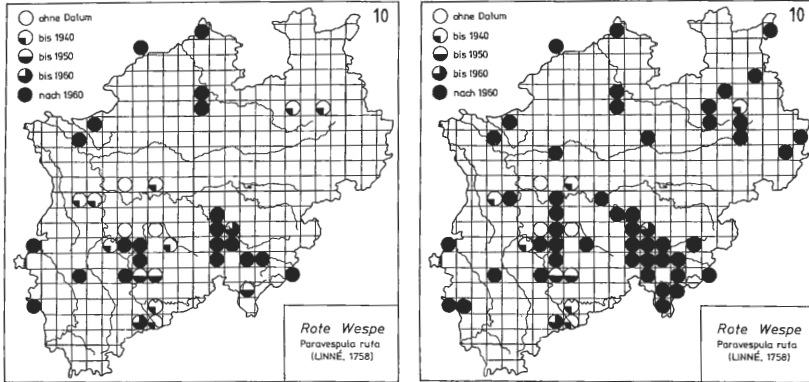 10
ohne Datum
bis 1940
bis 1950
bis 1960
nach 1960
Rote Wespe
Paravespula rufa
(LINNÉ, 1758)
10
ohne Datum
bis 1940
bis 1950
bis 1960
nach 1960
Rote Wespe
Paravespula rufa
(LINNÉ, 1758)